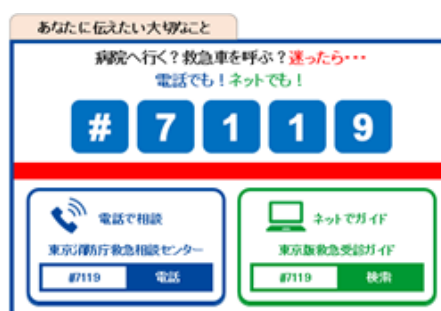 あなたに伝えたい大切なこと
病院へ行く？救急車を呼ぶ？迷ったら・・・
電話でも！ネットでも！
#7119
電話で相談
東京消防庁救急相談センター
#7119 電話
ネットでガイド
東京版救急受診ガイド
#7119 検索